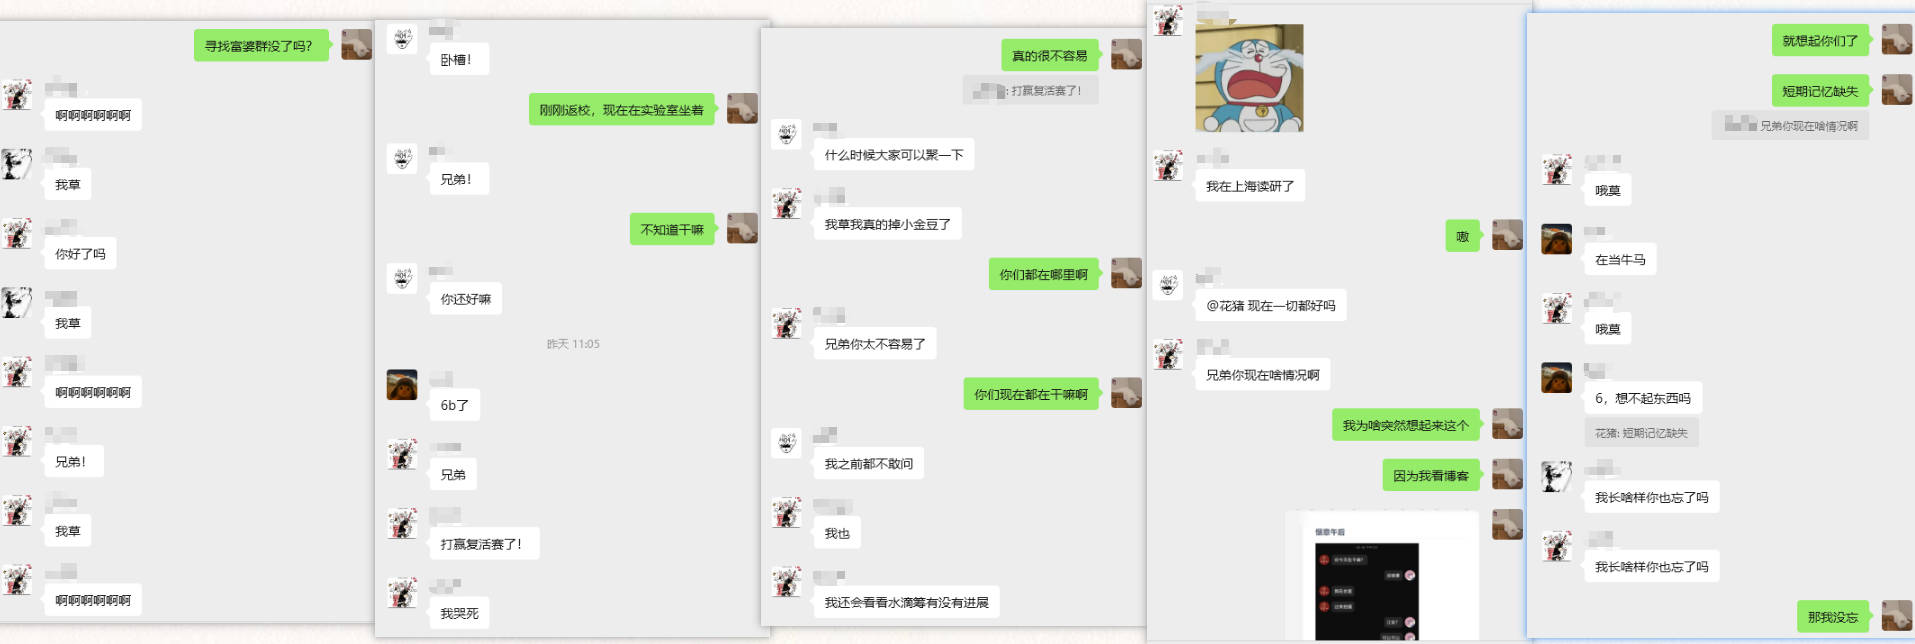 寻找富婆群没了吗？
啊啊啊啊啊啊
我草
你好了吗
我草
啊啊啊啊啊啊
兄弟！
我草
啊啊啊啊啊啊
卧槽！
刚刚返校，现在在实验室坐着
兄弟！
不知道干嘛
你还好嘛
昨天 11:05
6b了
兄弟
打赢复活赛了！
我哭死
真的很不容易
: 打赢复活赛了！
什么时候大家可以聚一下
我草我真的掉小金豆了
你们都在哪里啊
兄弟你太不容易了
你们现在都在干嘛啊
我之前都不敢问
我也
我还会看看水滴筹有没有进展
我在上海读研了
嗷
@花猪 现在一切都好吗
兄弟你现在啥情况啊
我为啥突然想起来这个
因为我看博客
惬意午后
就想起你们了
短期记忆缺失
兄弟你现在啥情况啊
哦莫
在当牛马
哦莫
6，想不起东西吗
花猪: 短期记忆缺失
我长啥样你也忘了吗
我长啥样你也忘了吗
那我没忘